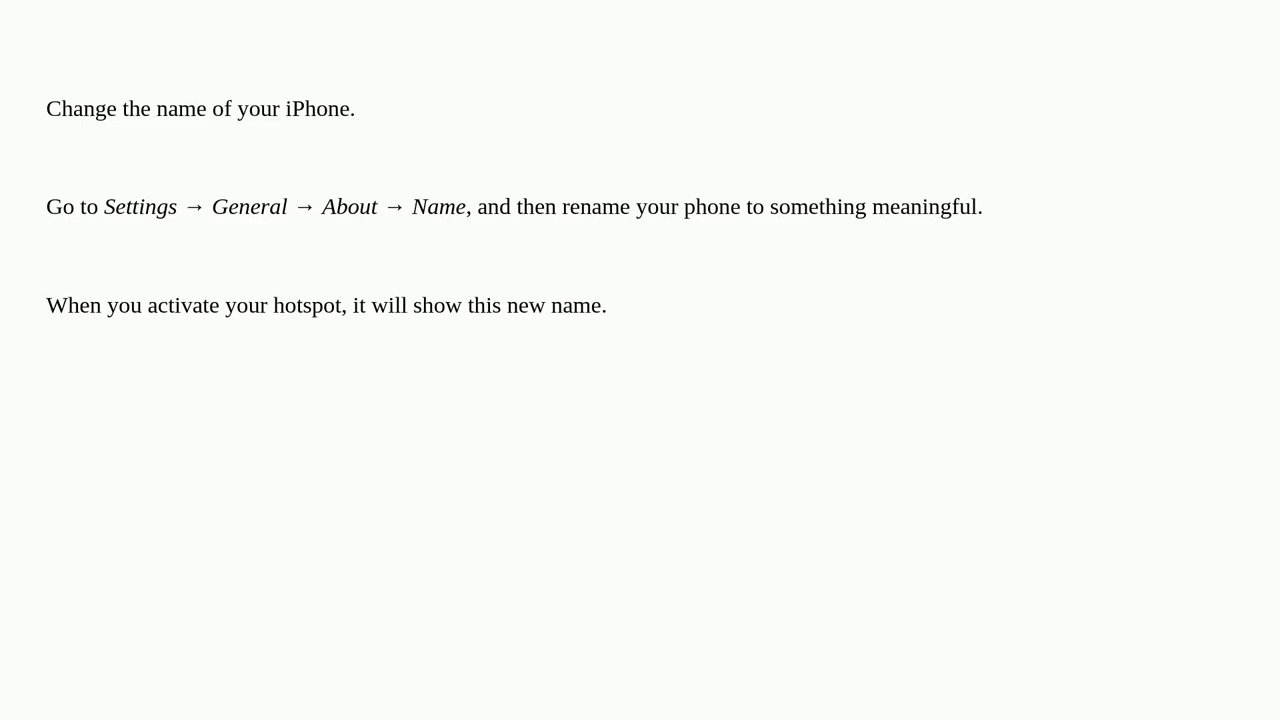 Change the name of your iPhone.
Go to Settings → General → About → Name, and then rename your phone to something meaningful.
When you activate your hotspot, it will show this new name.